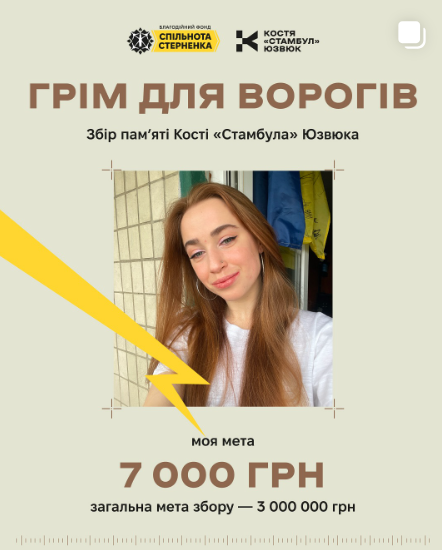 БЛАГОДІЙНИЙ ФОНД
СПІЛЬНОТА
СТЕРНЕНКА
КОСТЯ
«СТАМБУЛ»
ЮЗВЮК
ГРІМ ДЛЯ ВОРОГІВ
Збір пам’яті Кості «Стамбула» Юзвюка
моя мета
7 000 ГРН
загальна мета збору — 3 000 000 грн